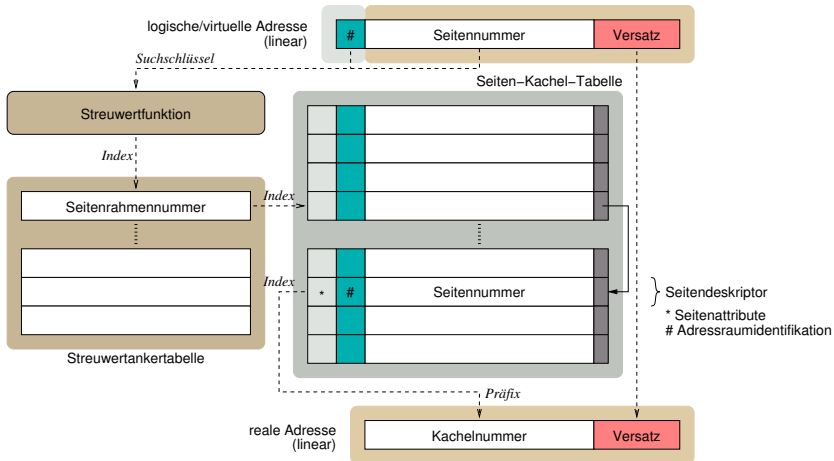 logische/virtuelle Adresse
(linear)
# Seitennummer Versatz
Suchschlüssel
Seiten−Kachel−Tabelle
Streuwertfunktion
Index
Seitenrahmennummer
Index
Index
* # Seitennummer
Seitendeskriptor
* Seitenattribute
# Adressraumidentifikation
Streuwertankertabelle
Präfix
reale Adresse
(linear)
Kachelnummer Versatz